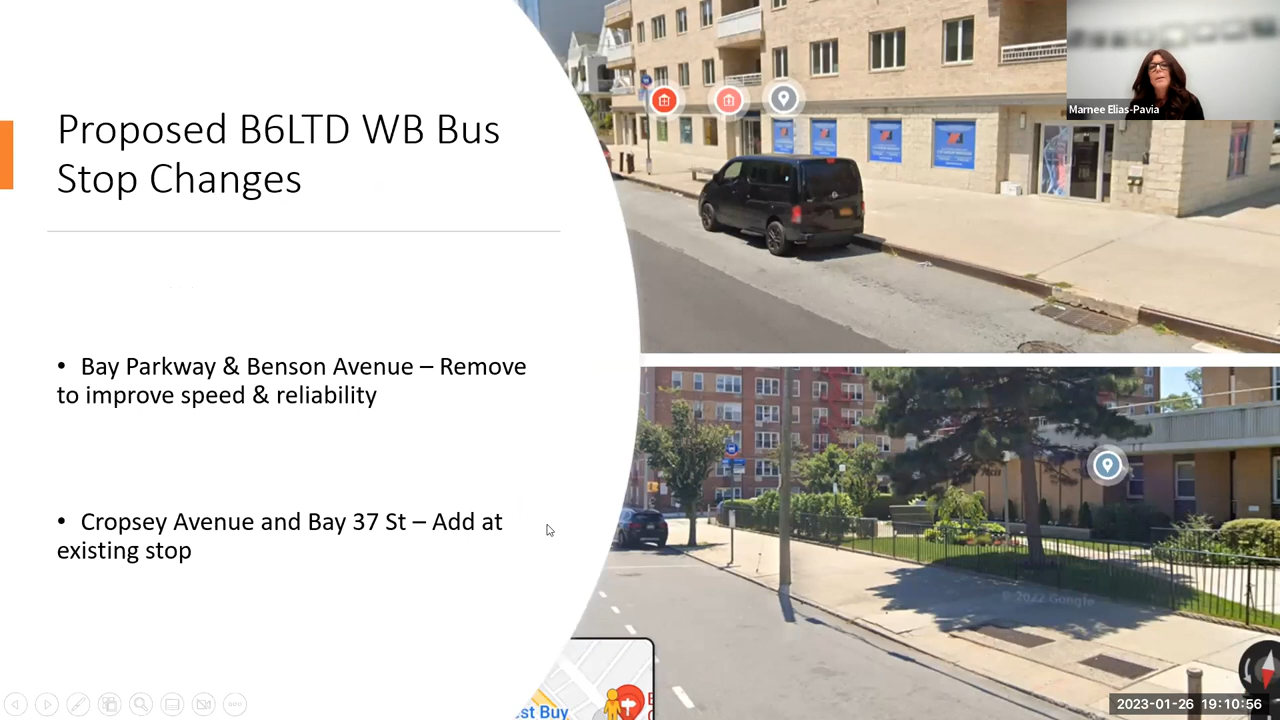 Proposed B6LTD WB Bus
Stop Changes
• Bay Parkway & Benson Avenue – Remove
to improve speed & reliability
• Cropsey Avenue and Bay 37 St – Add at
existing stop
Marnee Elias-Pavia
© 2022 Google
st Buy
2023-01-26 19:10:56